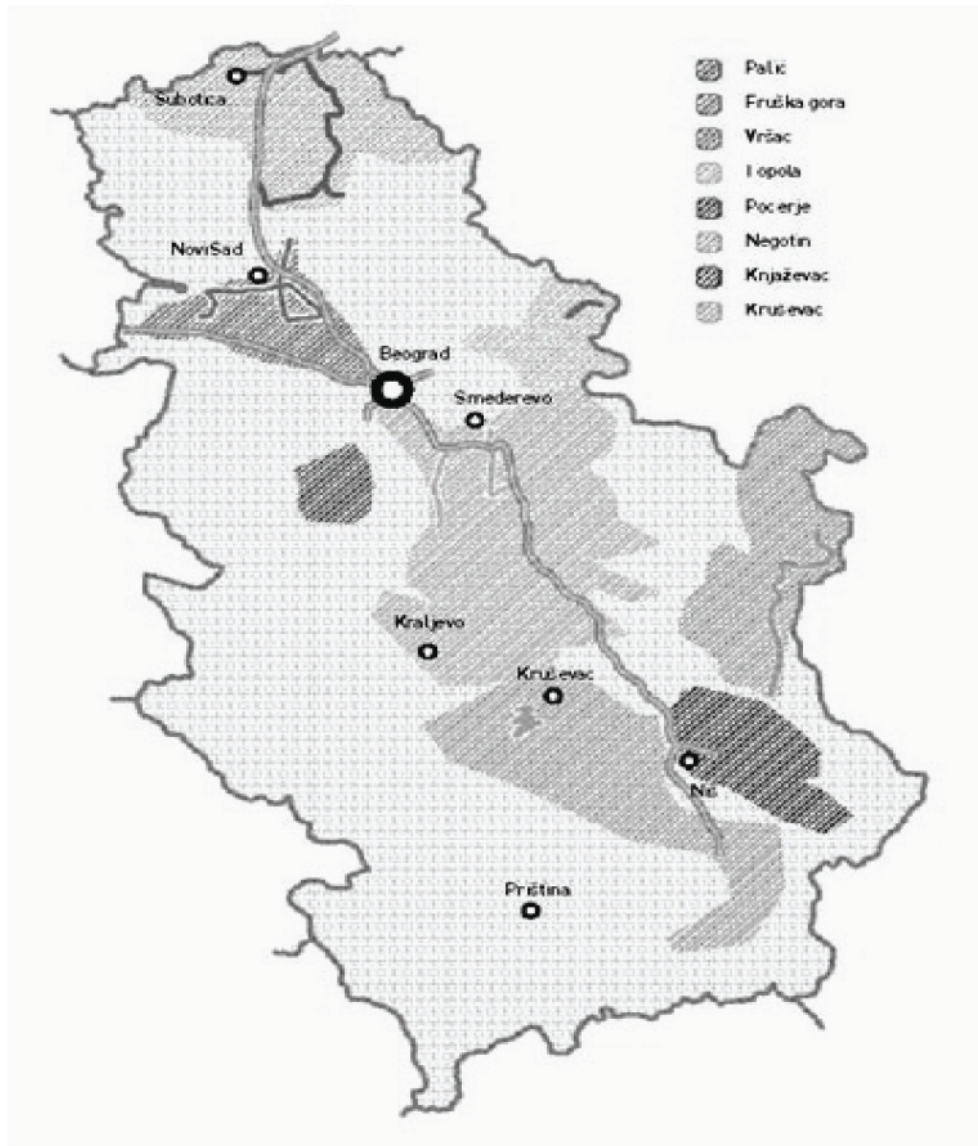 Palić
Fruška gora
Vršac
Topola
Pocerje
Negotin
Knjaževac
Kruševac
Subotica
NoviSad
Beograd
Smederevo
Kraljevo
Kruševac
Niš
Priština